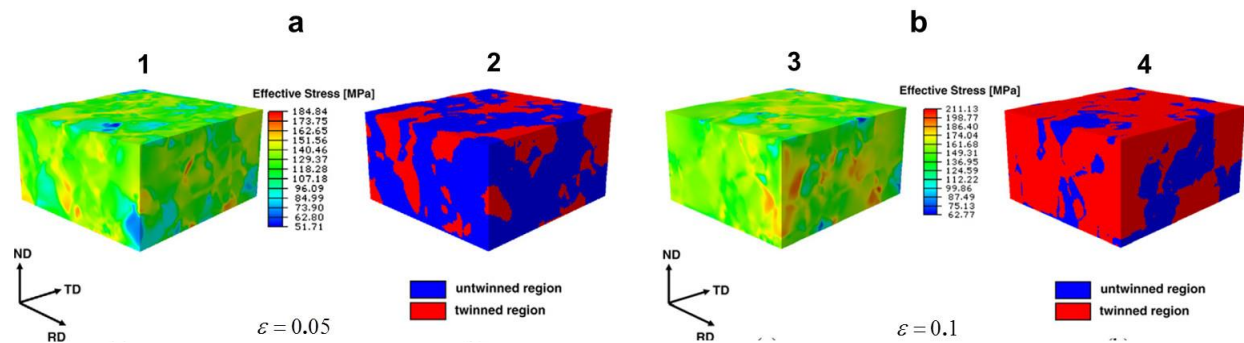 a
b
1
2
3
4
Effective Stress [MPa]
184.84
173.75
162.65
151.56
140.46
129.37
118.28
107.18
96.09
84.99
73.90
62.80
51.71
Effective Stress [MPa]
211.13
198.77
186.40
174.04
161.68
149.31
136.95
124.59
112.22
99.86
87.49
75.13
62.77
ND
TD
RD
untwinned region
twinned region
ε = 0.05
ND
TD
RD
untwinned region
twinned region
ε = 0.1